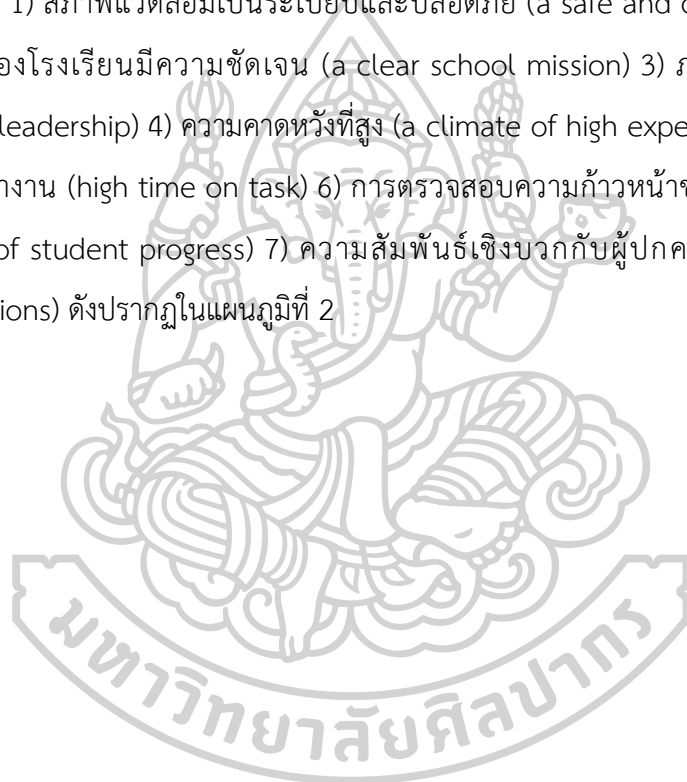 1) สภาพแวดล้อมเป็นระเบียบและปลอดภัย (a safe and
องโรงเรียนมีความชัดเจน (a clear school mission) 3)
leadership) 4) ความคาดหวังที่สูง (a climate of high
างาน (high time on task) 6) การตรวจสอบความก้าวหน้า
of student progress) 7) ความสัมพันธ์เชิงบวกกับ
ions) ดังปรากฏในแผนภูมิที่ 2
มหาวิทยาลัยศิลปากร